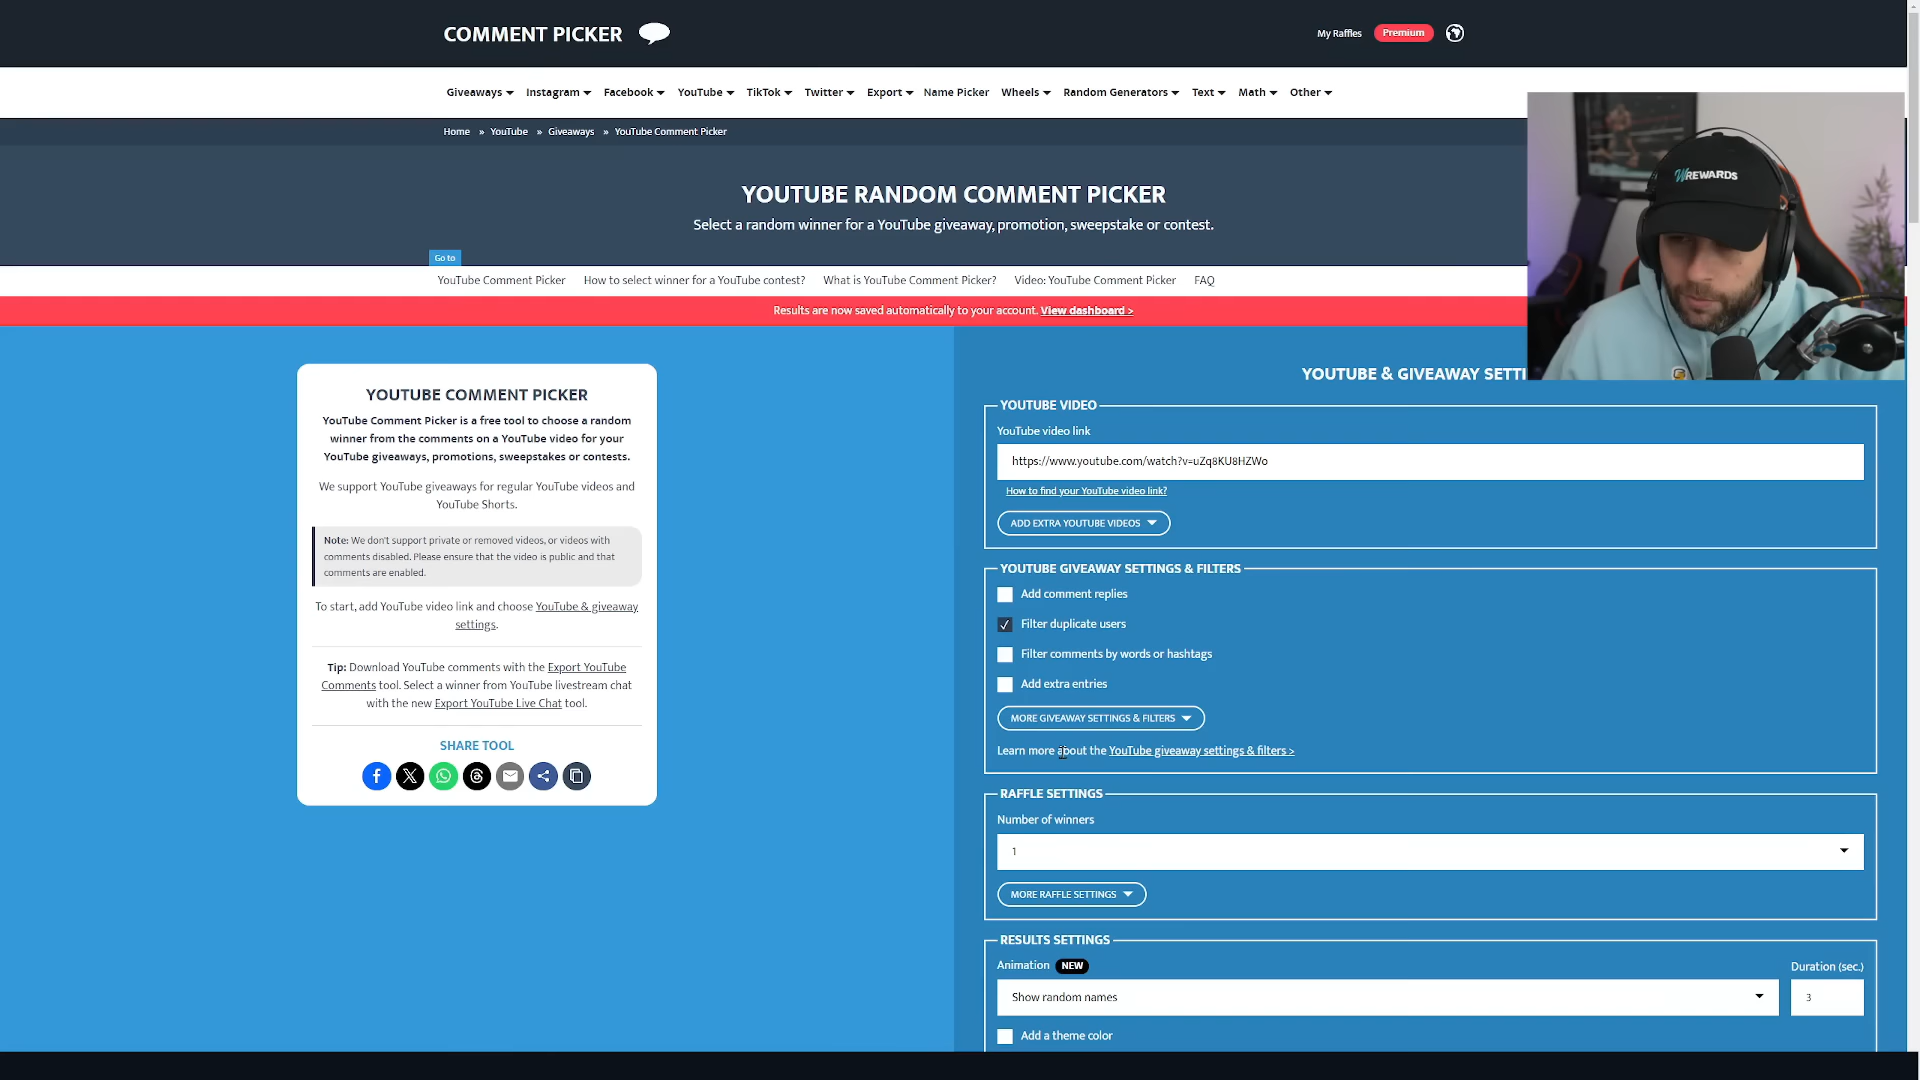 COMMENT PICKER
My Raffles Premium
Giveaways Instagram Facebook YouTube TikTok Twitter Export Name Picker Wheels Random Generators Text Math Other
Home » YouTube » Giveaways » YouTube Comment Picker
WREWARDS
YOUTUBE RANDOM COMMENT PICKER
Select a random winner for a YouTube giveaway, promotion, sweepstake or contest.
Go to
YouTube Comment Picker How to select winner for a YouTube contest? What is YouTube Comment Picker? Video: YouTube Comment Picker FAQ
Results are now saved automatically to your account. View dashboard >
YOUTUBE COMMENT PICKER
YouTube Comment Picker is a free tool to choose a random
winner from the comments on a YouTube video for your
YouTube giveaways, promotions, sweepstakes or contests.
We support YouTube giveaways for regular YouTube videos and
YouTube Shorts.
Note: We don't support private or removed videos, or videos with
comments disabled. Please ensure that the video is public and that
comments are enabled.
To start, add YouTube video link and choose YouTube & giveaway
settings.
Tip: Download YouTube comments with the Export YouTube
Comments tool. Select a winner from YouTube livestream chat
with the new Export YouTube Live Chat tool.
SHARE TOOL
YOUTUBE & GIVEAWAY SETTI
YOUTUBE VIDEO
YouTube video link
https://www.youtube.com/watch?v=uZq8KU8HZWo
How to find your YouTube video link?
ADD EXTRA YOUTUBE VIDEOS
YOUTUBE GIVEAWAY SETTINGS & FILTERS
Add comment replies
Filter duplicate users
Filter comments by words or hashtags
Add extra entries
MORE GIVEAWAY SETTINGS & FILTERS
Learn more about the YouTube giveaway settings & filters >
RAFFLE SETTINGS
Number of winners
1
MORE RAFFLE SETTINGS
RESULTS SETTINGS
Animation NEW Duration (sec.)
Show random names 3
Add a theme color